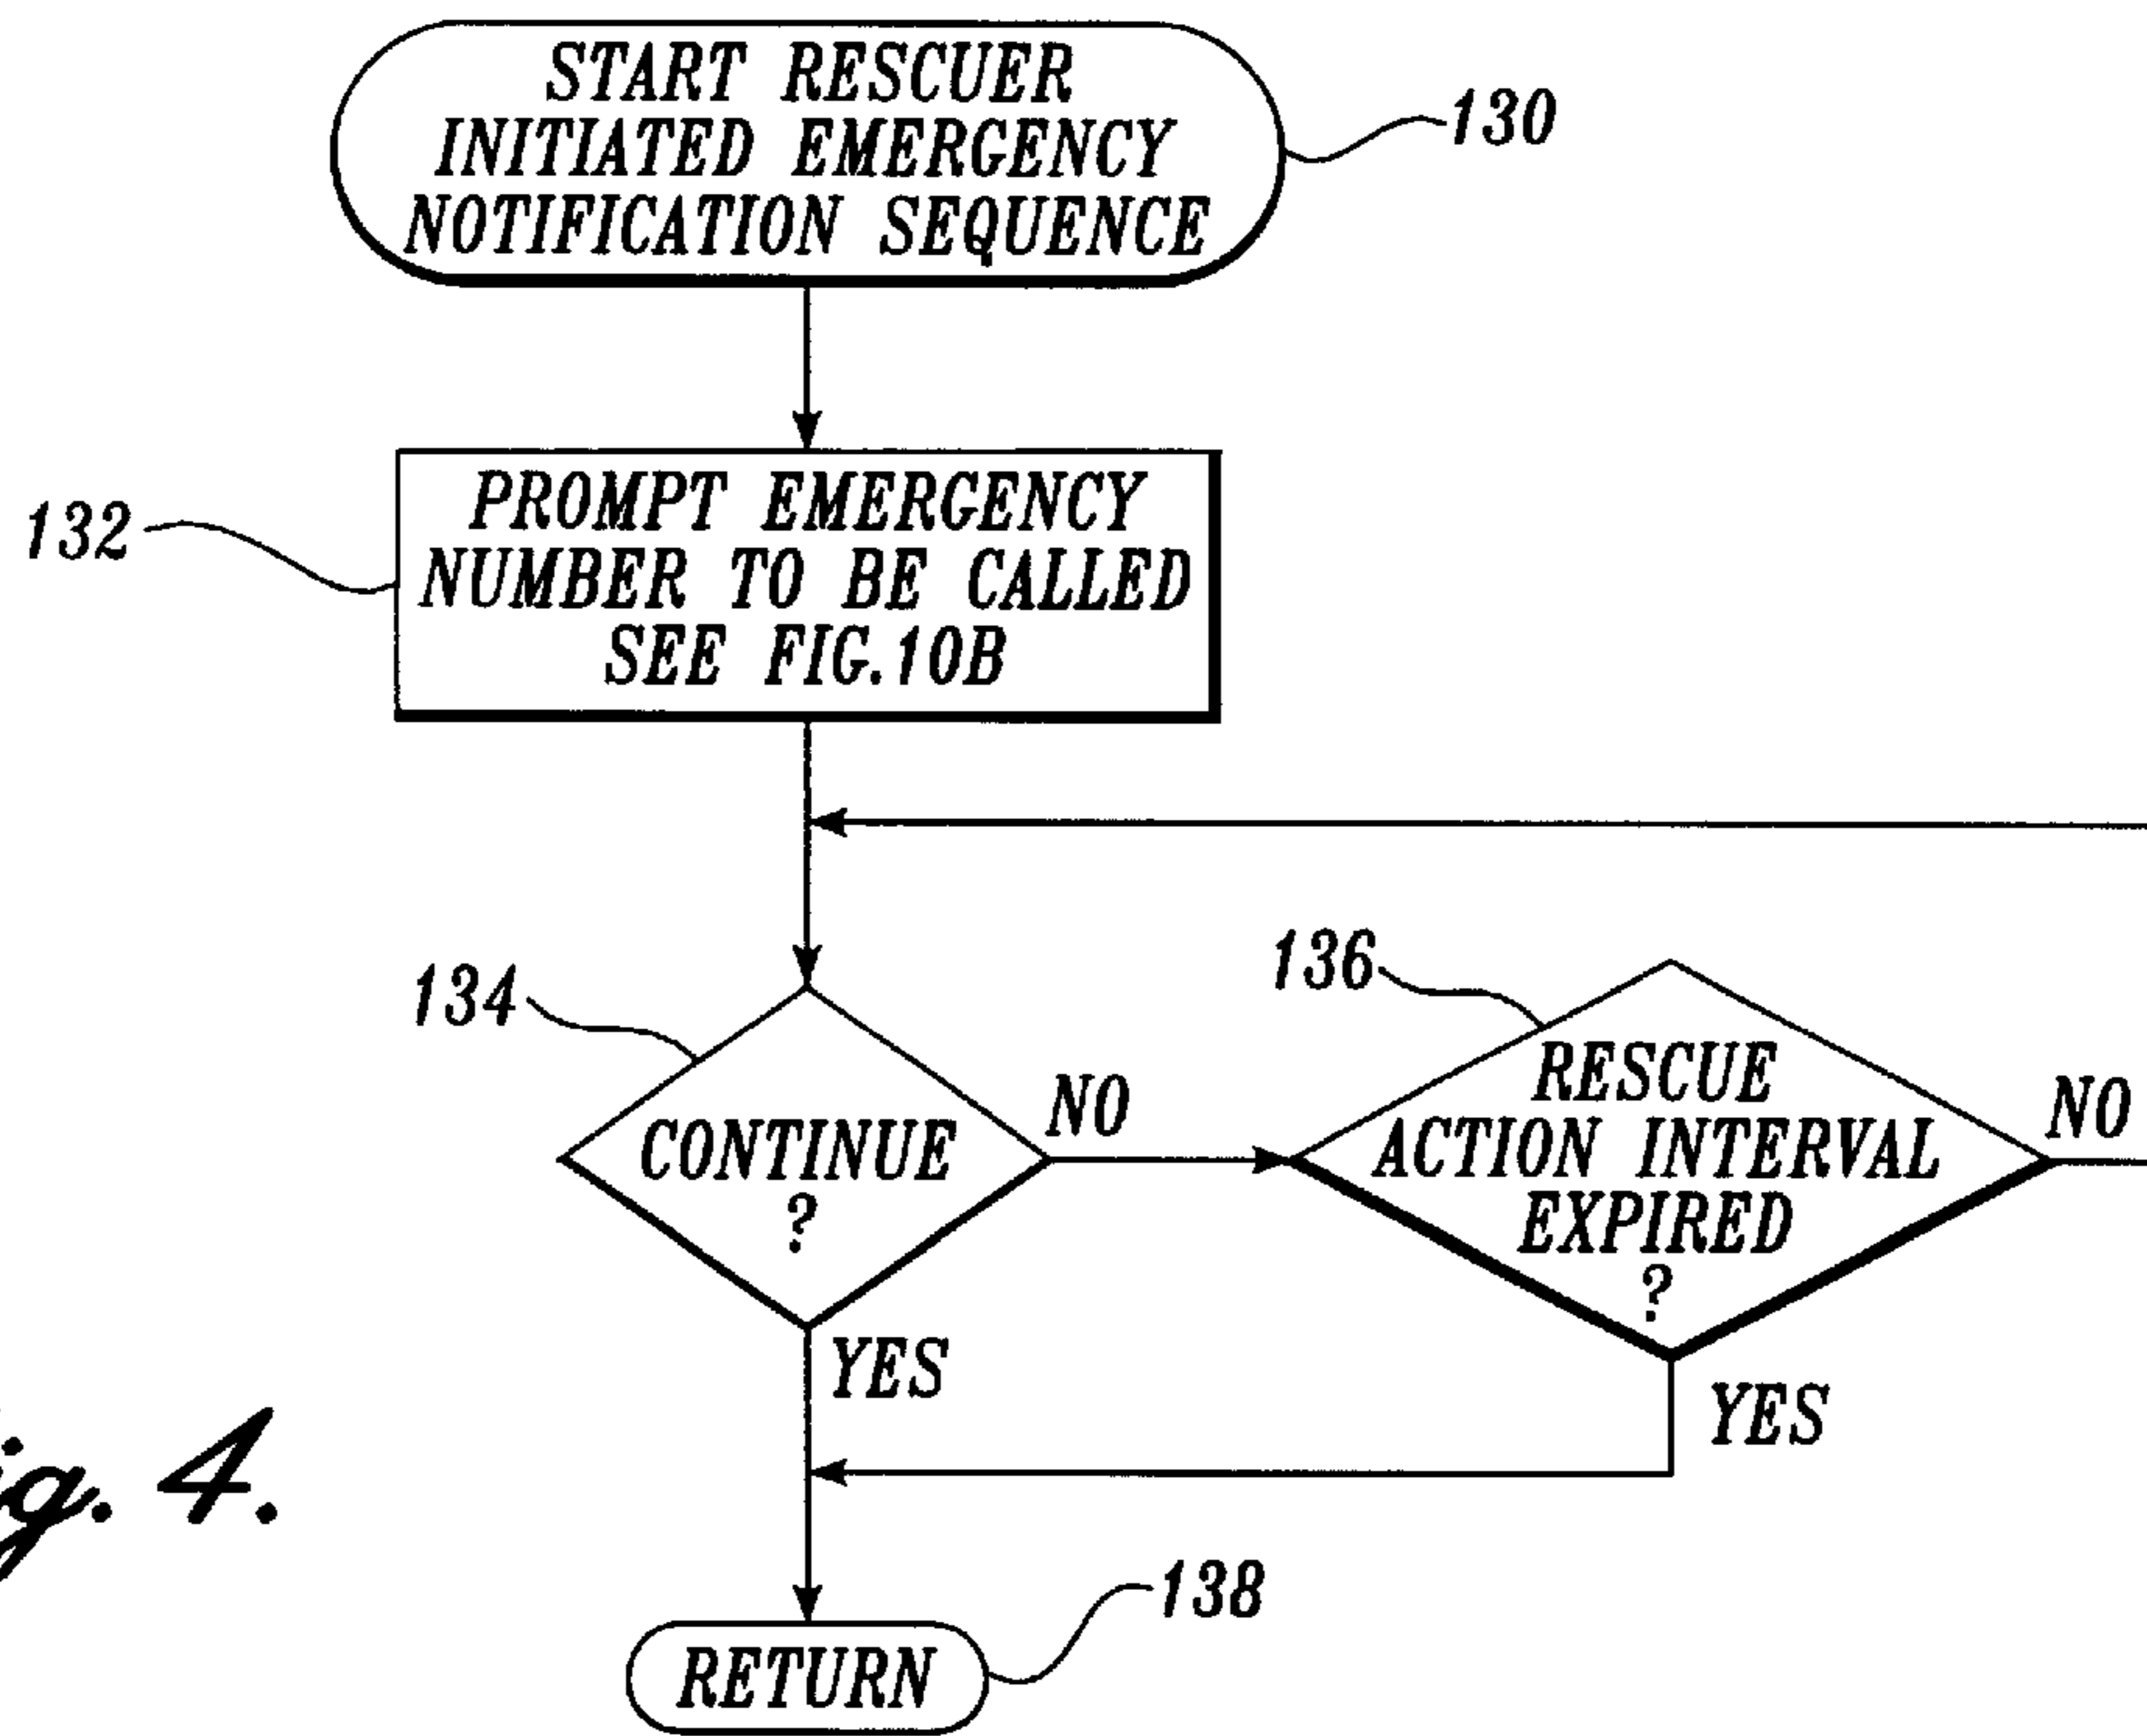 START RESCUER
INITIATED EMERGENCY
NOTIFICATION SEQUENCE
130
PROMPT EMERGENCY
NUMBER TO BE CALLED
SEE FIG.10B
132
134
CONTINUE
?
NO
YES
136
RESCUE
ACTION INTERVAL
EXPIRED
?
NO
YES
ig. 4.
RETURN
138